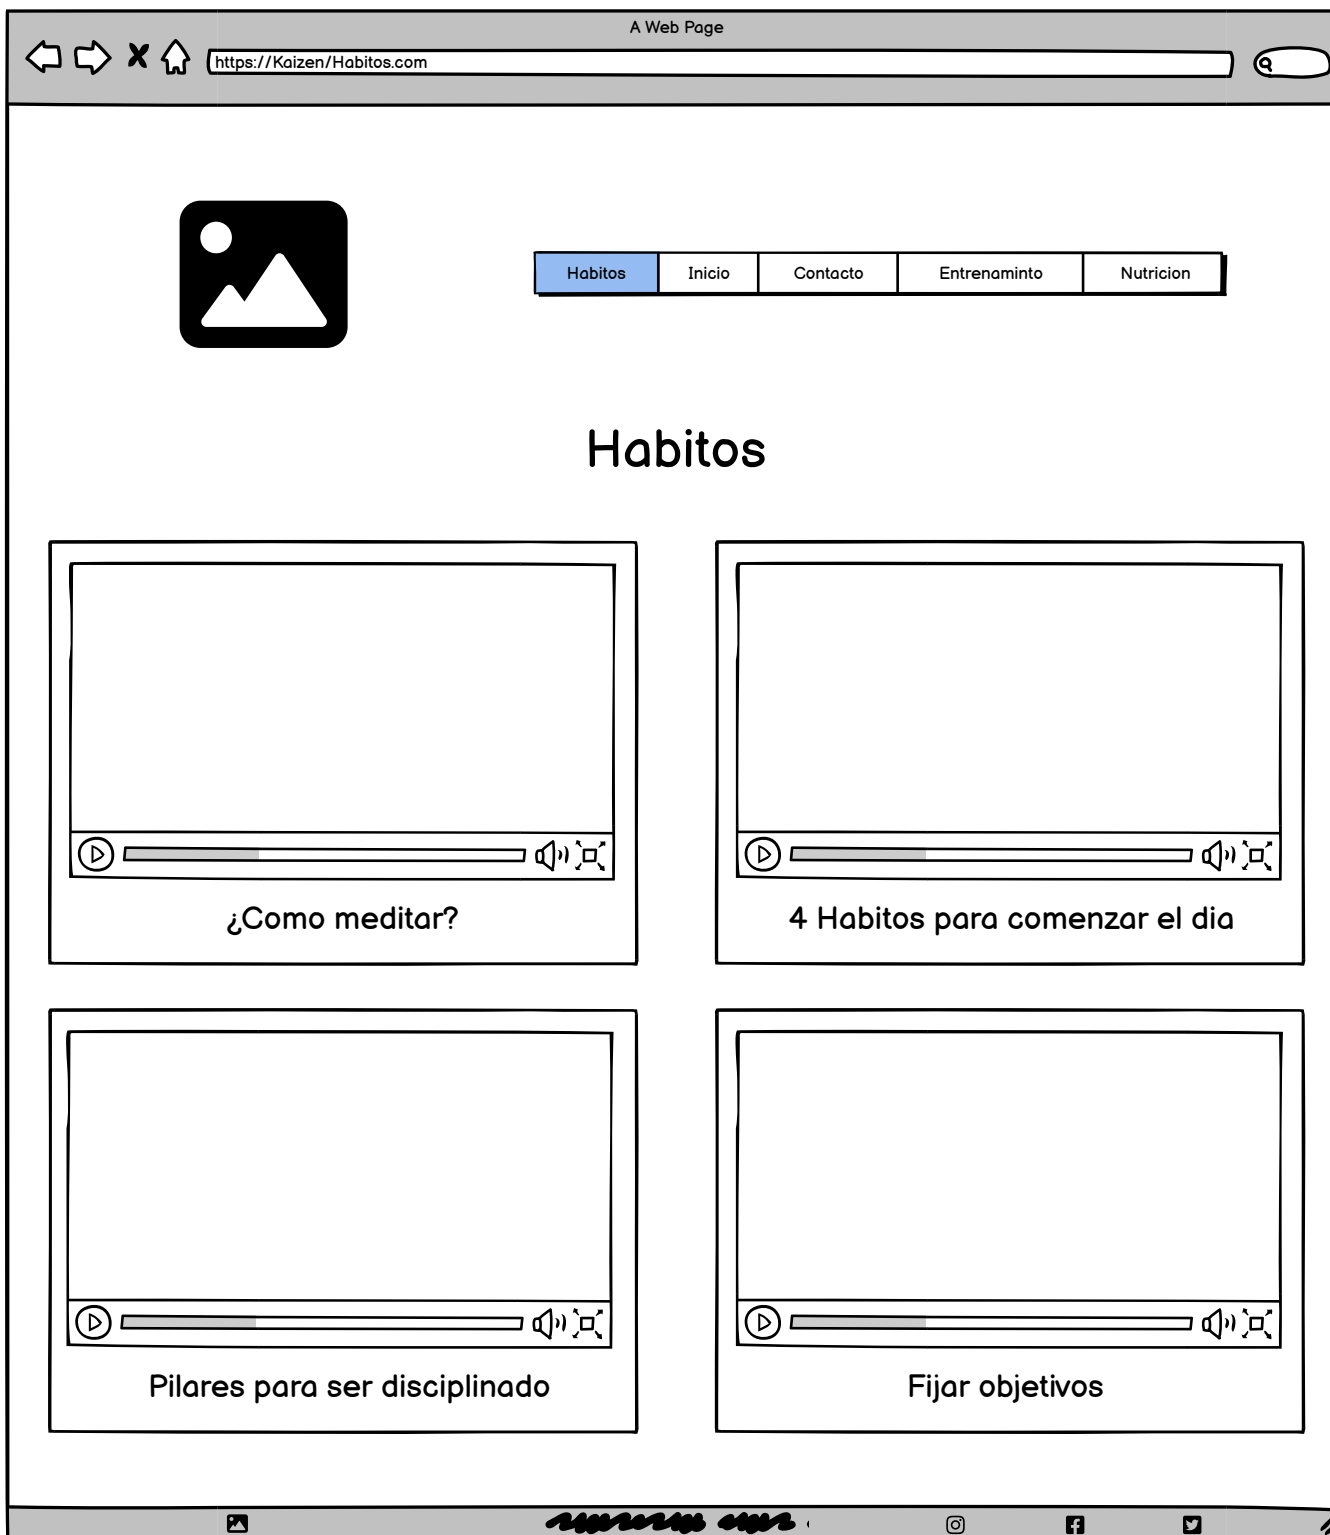 A Web Page
https://Kaizen/Habitos.com
Habitos Inicio Contacto Entrenaminto Nutricion
Habitos
¿Como meditar?
4 Habitos para comenzar el dia
Pilares para ser disciplinado
Fijar objetivos